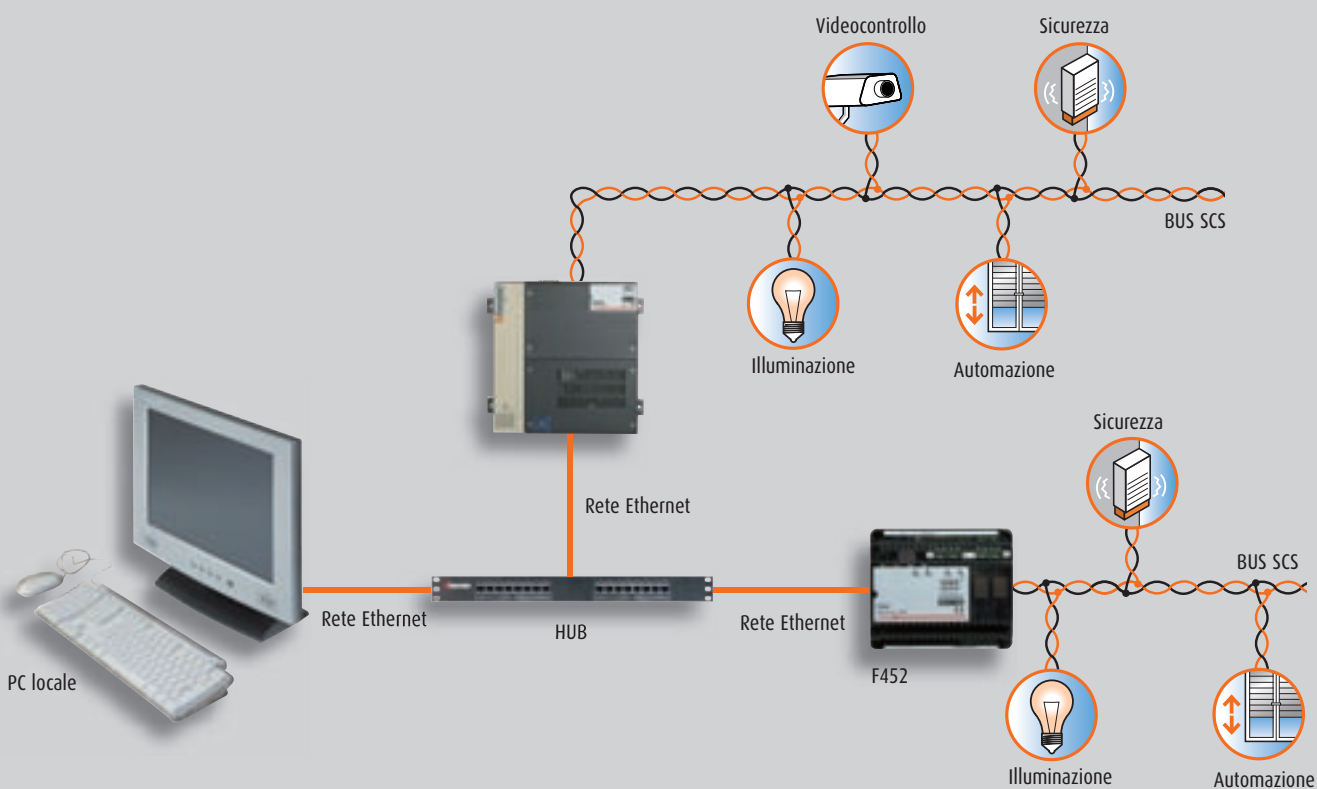 Videocontrollo
Sicurezza
BUS SCS
Illuminazione
Automazione
Sicurezza
Rete Ethernet
BUS SCS
Rete Ethernet
HUB
Rete Ethernet
F452
PC locale
Illuminazione
Automazione